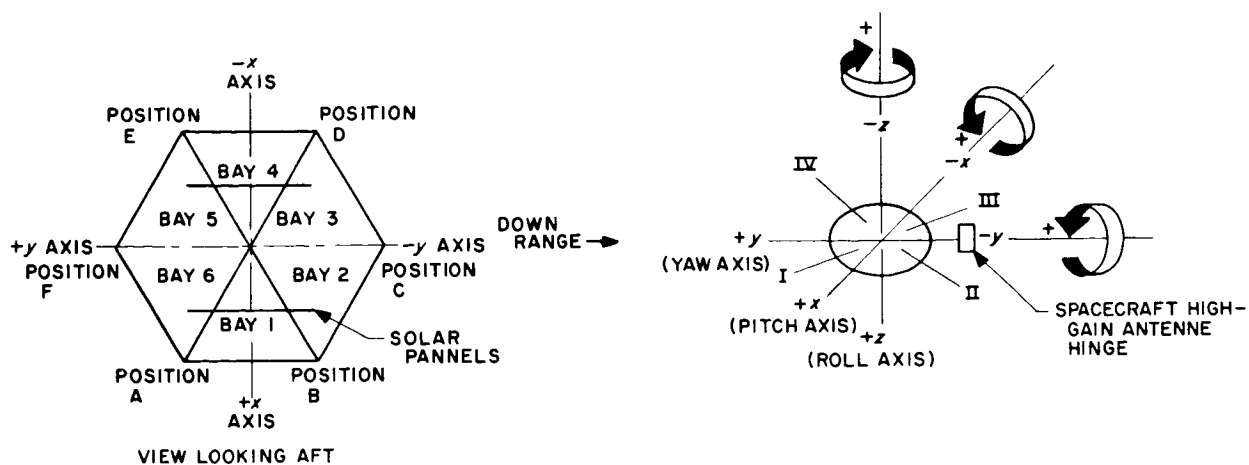 −x
AXIS
POSITION
E
POSITION
D
BAY 4
BAY 5
BAY 3
+y AXIS
−y AXIS
DOWN
RANGE
POSITION
F
POSITION
C
BAY 6
BAY 2
BAY 1
SOLAR
PANNELS
POSITION
A
POSITION
B
+x
AXIS
VIEW LOOKING AFT
+
−z
+
−x
IV
III
+y
−y
+
(YAW AXIS)
I
II
+x
(PITCH AXIS)
+z
(ROLL AXIS)
SPACECRAFT HIGH-
GAIN ANTENNE
HINGE